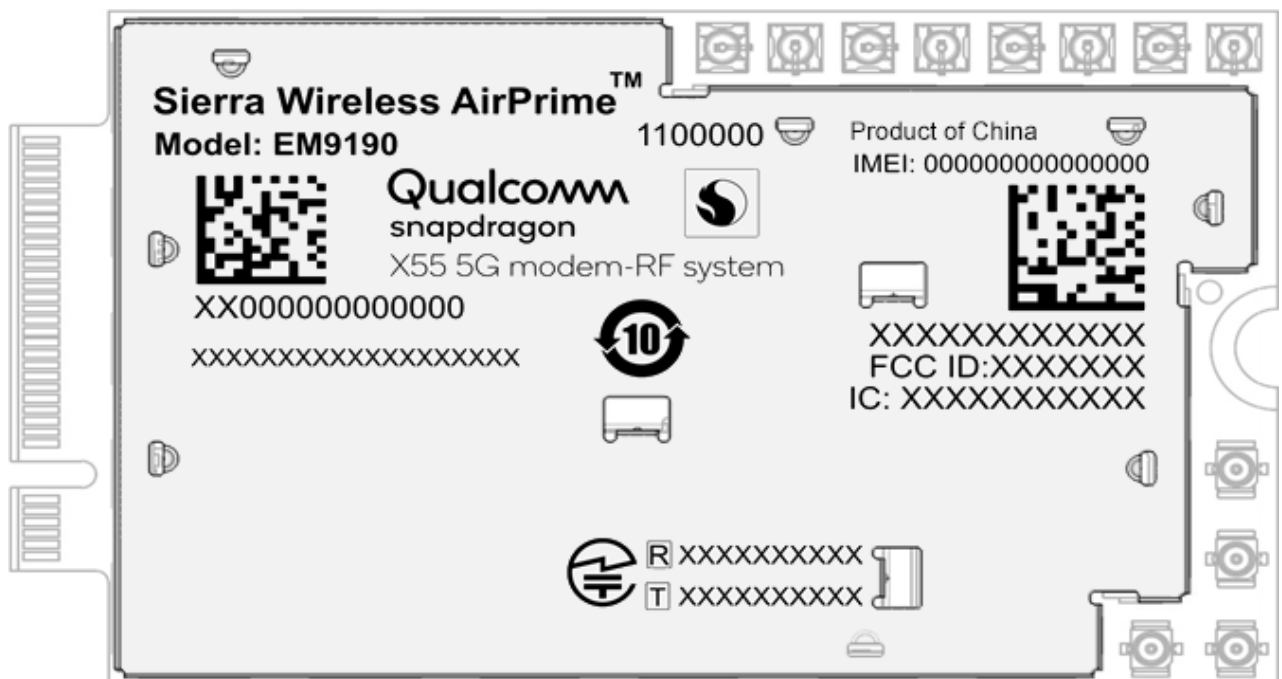 Sierra Wireless AirPrime™
Model: EM9190
1100000
Product of China
IMEI: 000000000000000
Qualcomm
snapdragon
X55 5G modem-RF system
XX000000000000
XXXXXXXXXXXXXXXXXXX
10
XXXXXXXXXXXX
FCC ID:XXXXXXX
IC: XXXXXXXXXXX
R XXXXXXXXXX
T XXXXXXXXXX